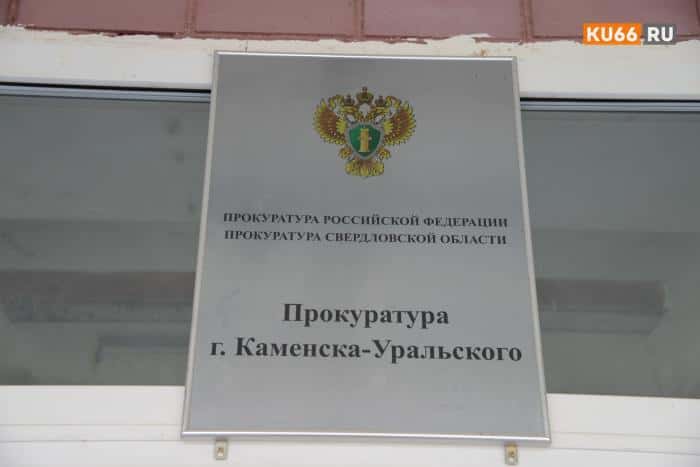 KU66.RU
ПРОКУРАТУРА РОССИЙСКОЙ ФЕДЕРАЦИИ
ПРОКУРАТУРА СВЕРДЛОВСКОЙ ОБЛАСТИ
Прокуратура
г. Каменска-Уральского